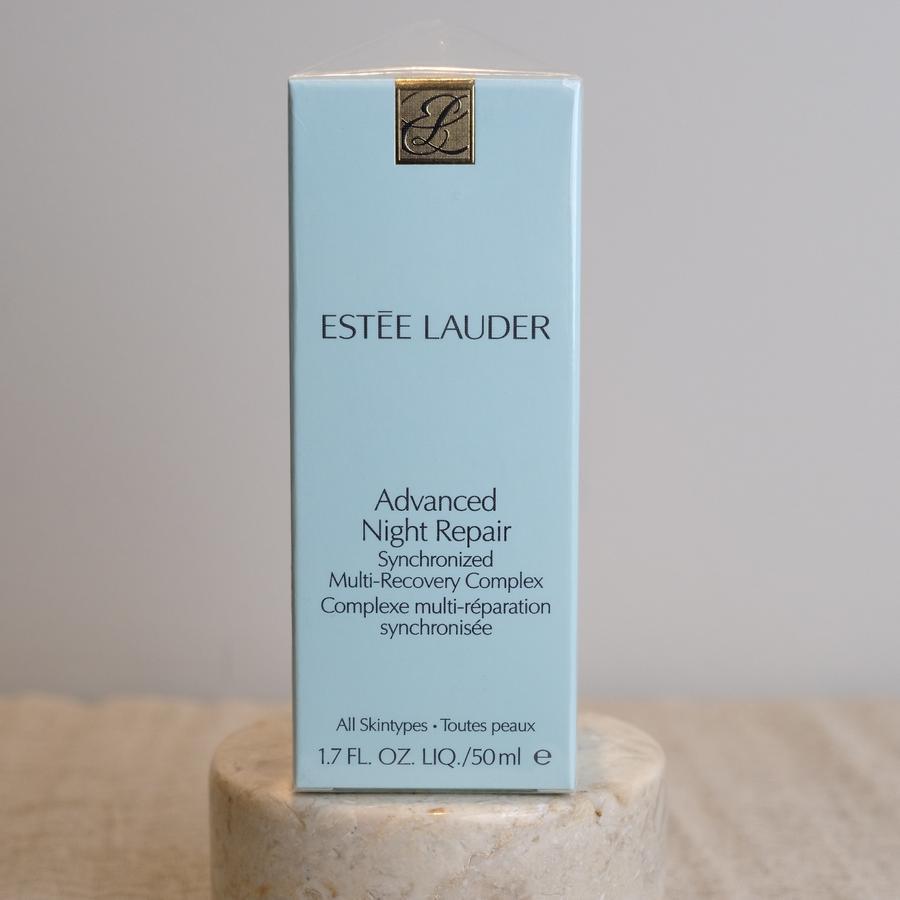 EL
ESTĒE LAUDER
Advanced
Night Repair
Synchronized
Multi-Recovery Complex
Complexe multi-réparation
synchronisée
All Skintypes • Toutes peaux
1.7 FL. OZ. LIQ./50 ml ℮